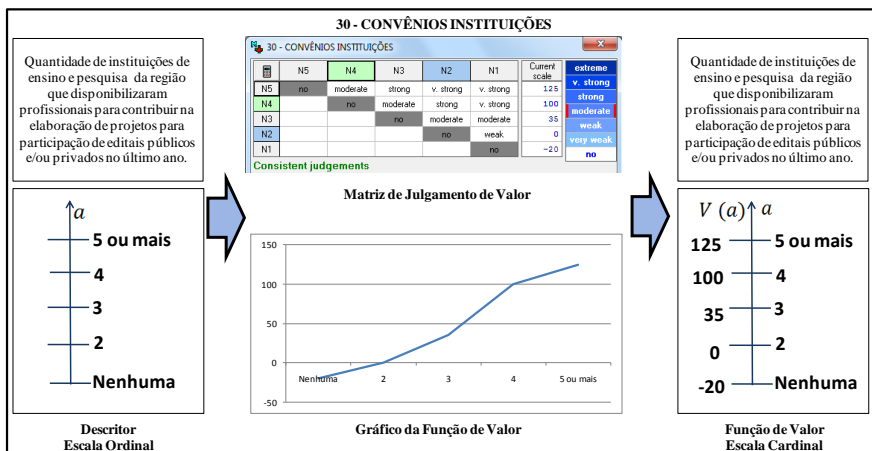 30 - CONVÊNIOS INSTITUIÇÕES
Quantidade de instituições de
ensino e pesquisa da região
que disponibilizaram
profissionais para contribuir na
elaboração de projetos para
participação de editais públicos
e/ou privados no último ano.
a
5 ou mais
4
3
2
Nenhuma
Descritor
Escala Ordinal
30 - CONVENIOS INSTITUIÇÕES
N5 N4 N3 N2 N1 Current scale
N5 no moderate strong v. strong v. strong 125
N4 no moderate strong v. strong 100
N3 no moderate moderate 35
N2 no weak 0
N1 no -20
Consistent judgements
extreme
v. strong
strong
moderate
weak
very weak
no
Matriz de Julgamento de Valor
150
100
50
0
-50
Nenhuma 2 3 4 5 ou mais
Gráfico da Função de Valor
Quantidade de instituições de
ensino e pesquisa da região
que disponibilizaram
profissionais para contribuir na
elaboração de projetos para
participação de editais públicos
e/ou privados no último ano.
V (a) a
125 5 ou mais
100 4
35 3
0 2
-20 Nenhuma
Função de Valor
Escala Cardinal